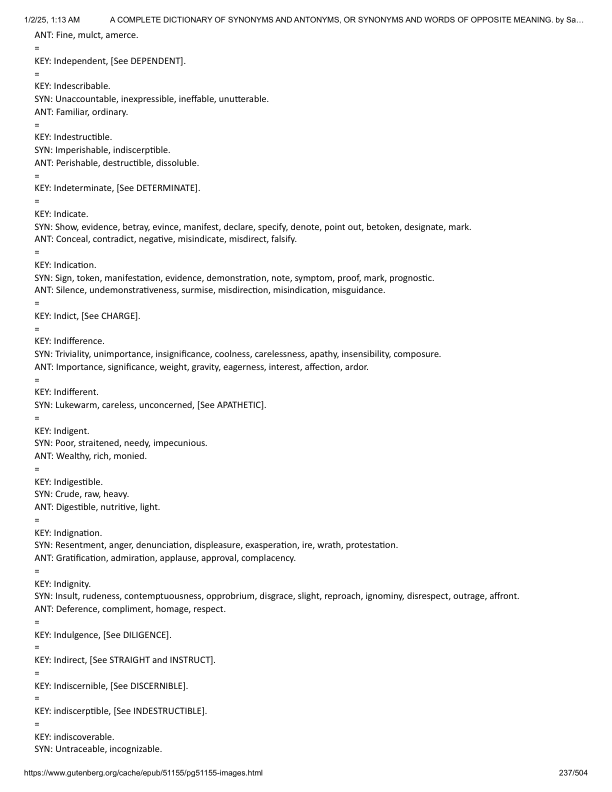 1/2/25, 1:13 AM A COMPLETE DICTIONARY OF SYNONYMS AND ANTONYMS, OR SYNONYMS AND WORDS OF OPPOSITE MEANING. by Sa…
ANT: Fine, mulct, amerce.
=
KEY: Independent, [See DEPENDENT].
=
KEY: Indescribable.
SYN: Unaccountable, inexpressible, ineffable, unutterable.
ANT: Familiar, ordinary.
=
KEY: Indestructible.
SYN: Imperishable, indiscerptible.
ANT: Perishable, destructible, dissoluble.
=
KEY: Indeterminate, [See DETERMINATE].
=
KEY: Indicate.
SYN: Show, evidence, betray, evince, manifest, declare, specify, denote, point out, betoken, designate, mark.
ANT: Conceal, contradict, negative, misindicate, misdirect, falsify.
=
KEY: Indication.
SYN: Sign, token, manifestation, evidence, demonstration, note, symptom, proof, mark, prognostic.
ANT: Silence, undemonstrativeness, surmise, misdirection, misindication, misguidance.
=
KEY: Indict, [See CHARGE].
=
KEY: Indifference.
SYN: Triviality, unimportance, insignificance, coolness, carelessness, apathy, insensibility, composure.
ANT: Importance, significance, weight, gravity, eagerness, interest, affection, ardor.
=
KEY: Indifferent.
SYN: Lukewarm, careless, unconcerned, [See APATHETIC].
=
KEY: Indigent.
SYN: Poor, straitened, needy, impecunious.
ANT: Wealthy, rich, monied.
=
KEY: Indigestible.
SYN: Crude, raw, heavy.
ANT: Digestible, nutritive, light.
=
KEY: Indignation.
SYN: Resentment, anger, denunciation, displeasure, exasperation, ire, wrath, protestation.
ANT: Gratification, admiration, applause, approval, complacency.
=
KEY: Indignity.
SYN: Insult, rudeness, contemptuousness, opprobrium, disgrace, slight, reproach, ignominy, disrespect, outrage, affront.
ANT: Deference, compliment, homage, respect.
=
KEY: Indulgence, [See DILIGENCE].
=
KEY: Indirect, [See STRAIGHT and INSTRUCT].
=
KEY: Indiscernible, [See DISCERNIBLE].
=
KEY: indiscerptible, [See INDESTRUCTIBLE].
=
KEY: indiscoverable.
SYN: Untraceable, incognizable.
https://www.gutenberg.org/cache/epub/51155/pg51155-images.html 237/504